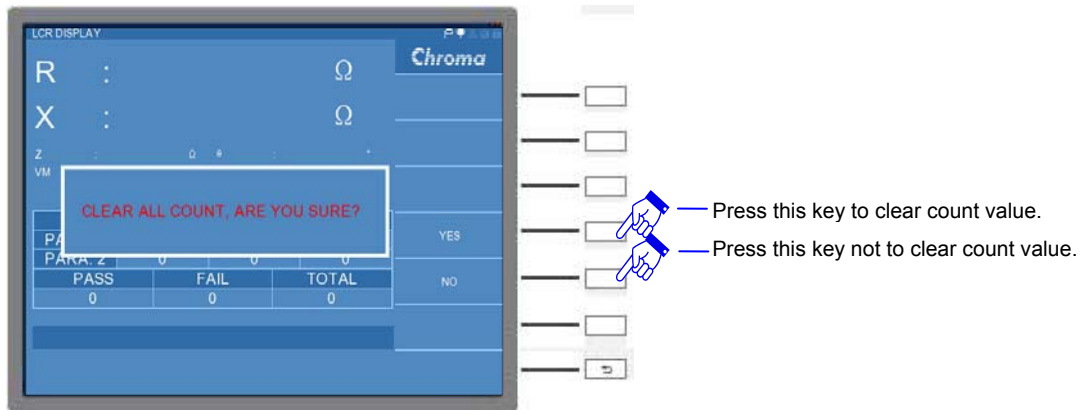 LCR DISPLAY
Chroma
R : Ω
X : Ω
Z : Ω θ : °
VM
CLEAR ALL COUNT, ARE YOU SURE?
YES
PARA. 2 0 0 0
PASS FAIL TOTAL
NO
0 0 0
Press this key to clear count value.
Press this key not to clear count value.